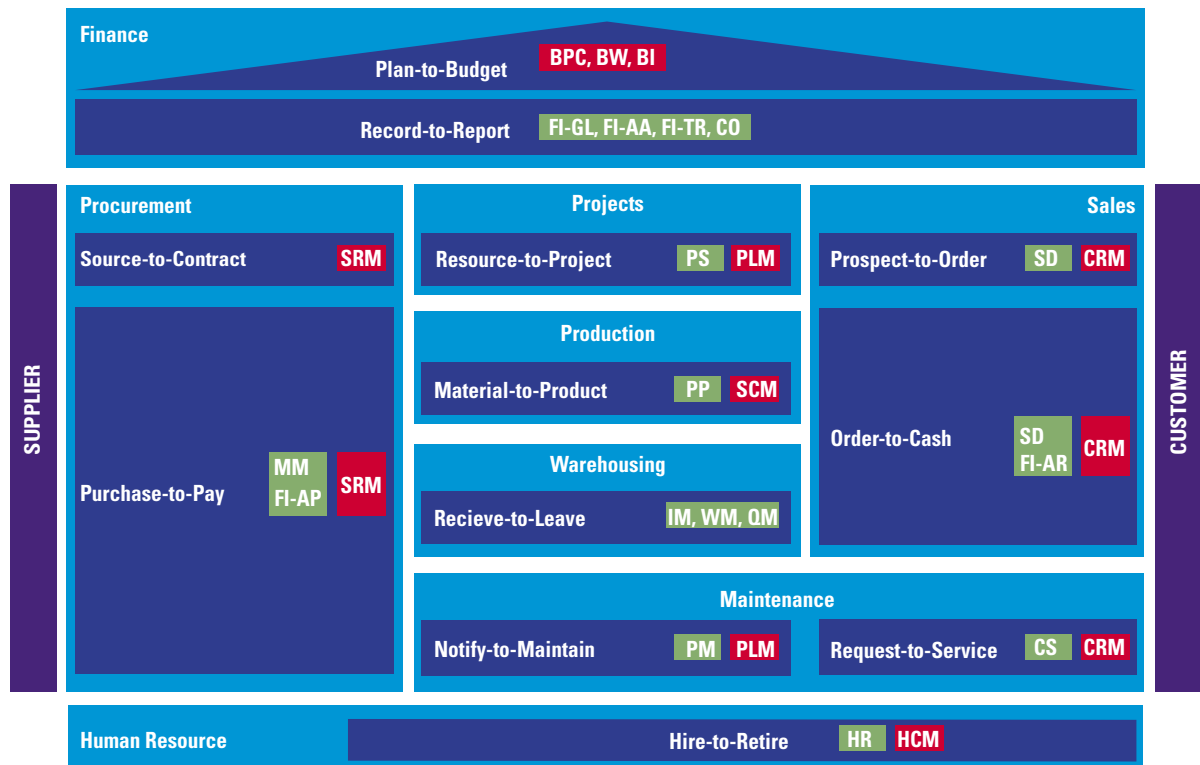 Finance
Plan-to-Budget
BPC, BW, BI
Record-to-Report
FI-GL, FI-AA, FI-TR, CO
SUPPLIER
Procurement
Source-to-Contract
SRM
Purchase-to-Pay
MM
FI-AP
SRM
Projects
Resource-to-Project
PS
PLM
Production
Material-to-Product
PP
SCM
Warehousing
Recieve-to-Leave
IM, WM, QM
Sales
Prospect-to-Order
SD
CRM
Order-to-Cash
SD
FI-AR
CRM
CUSTOMER
Maintenance
Notify-to-Maintain
PM
PLM
Request-to-Service
CS
CRM
Human Resource
Hire-to-Retire
HR
HCM